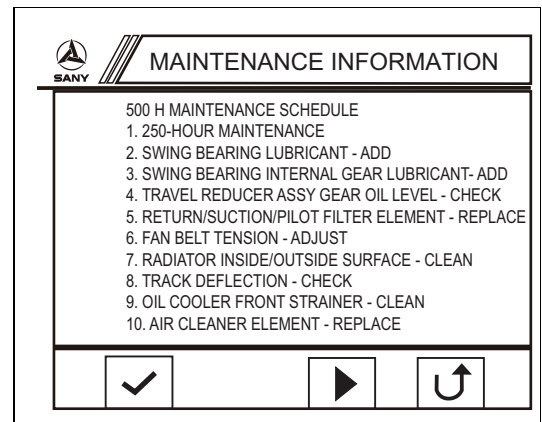 SANY
MAINTENANCE INFORMATION
500 H MAINTENANCE SCHEDULE
1. 250-HOUR MAINTENANCE
2. SWING BEARING LUBRICANT - ADD
3. SWING BEARING INTERNAL GEAR LUBRICANT- ADD
4. TRAVEL REDUCER ASSY GEAR OIL LEVEL - CHECK
5. RETURN/SUCTION/PILOT FILTER ELEMENT - REPLACE
6. FAN BELT TENSION - ADJUST
7. RADIATOR INSIDE/OUTSIDE SURFACE - CLEAN
8. TRACK DEFLECTION - CHECK
9. OIL COOLER FRONT STRAINER - CLEAN
10. AIR CLEANER ELEMENT - REPLACE